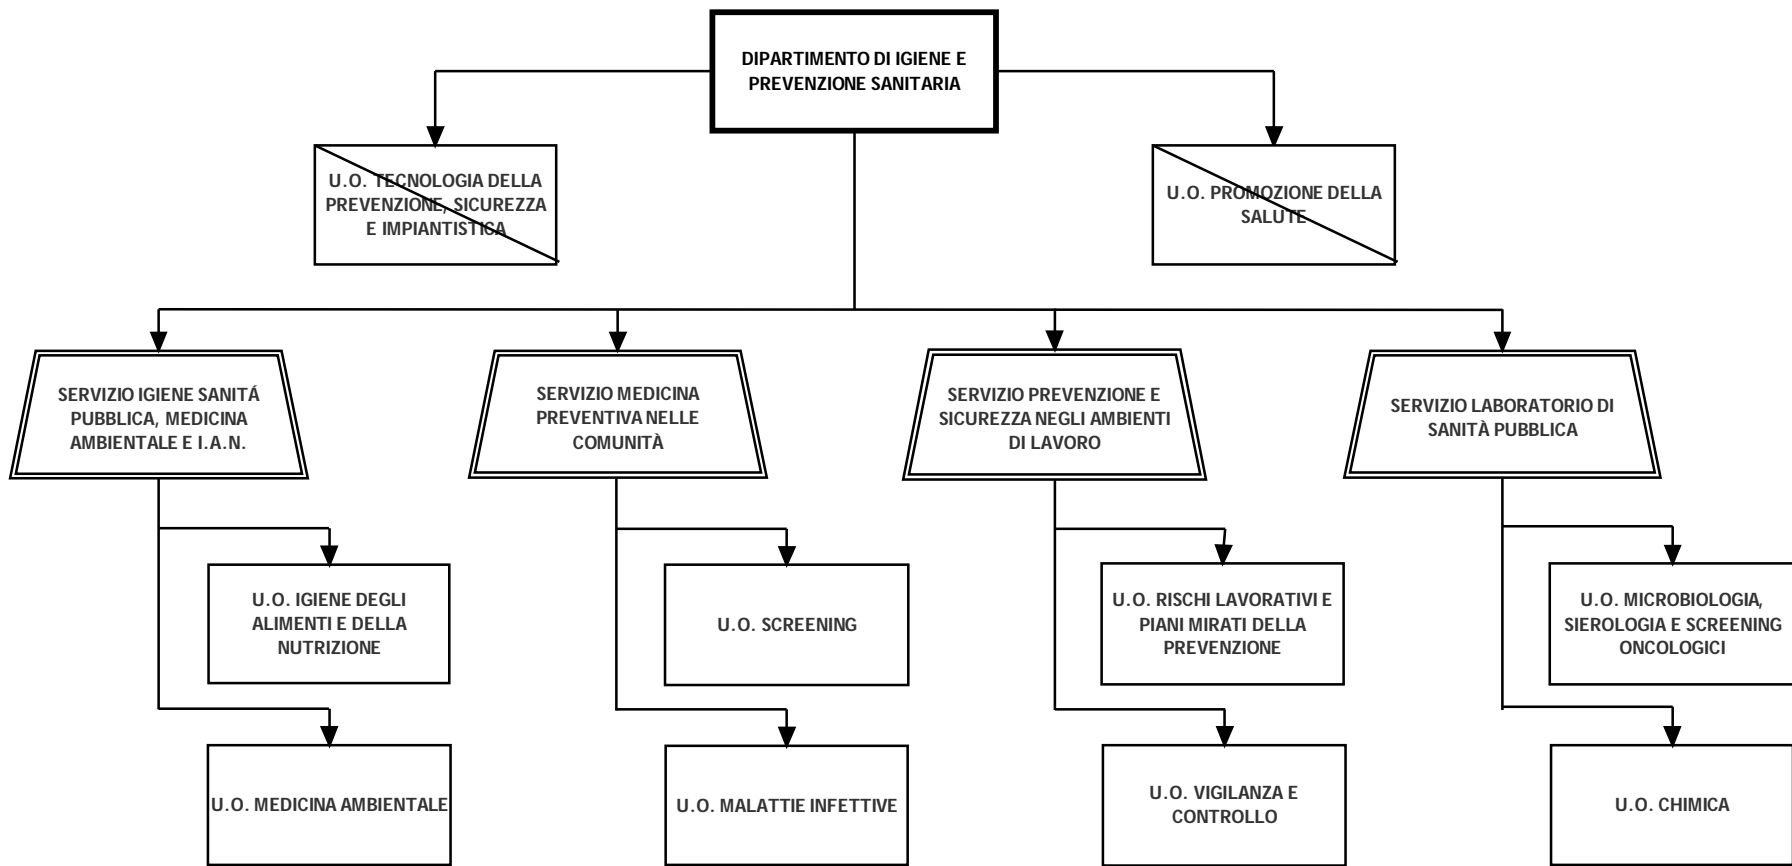 DIPARTIMENTO DI IGIENE E
PREVENZIONE SANITARIA
U.O. TECNOLOGIA DELLA
PREVENZIONE, SICUREZZA
E IMPIANTISTICA
U.O. PROMOZIONE DELLA
SALUTE
SERVIZIO IGIENE SANITÁ
PUBBLICA, MEDICINA
AMBIENTALE E I.A.N.
SERVIZIO MEDICINA
PREVENTIVA NELLE
COMUNITÀ
SERVIZIO PREVENZIONE E
SICUREZZA NEGLI AMBIENTI
DI LAVORO
SERVIZIO LABORATORIO DI
SANITÀ PUBBLICA
U.O. IGIENE DEGLI
ALIMENTI E DELLA
NUTRIZIONE
U.O. SCREENING
U.O. RISCHI LAVORATIVI E
PIANI MIRATI DELLA
PREVENZIONE
U.O. MICROBIOLOGIA,
SIEROLOGIA E SCREENING
ONCOLOGICI
U.O. MEDICINA AMBIENTALE
U.O. MALATTIE INFETTIVE
U.O. VIGILANZA E
CONTROLLO
U.O. CHIMICA